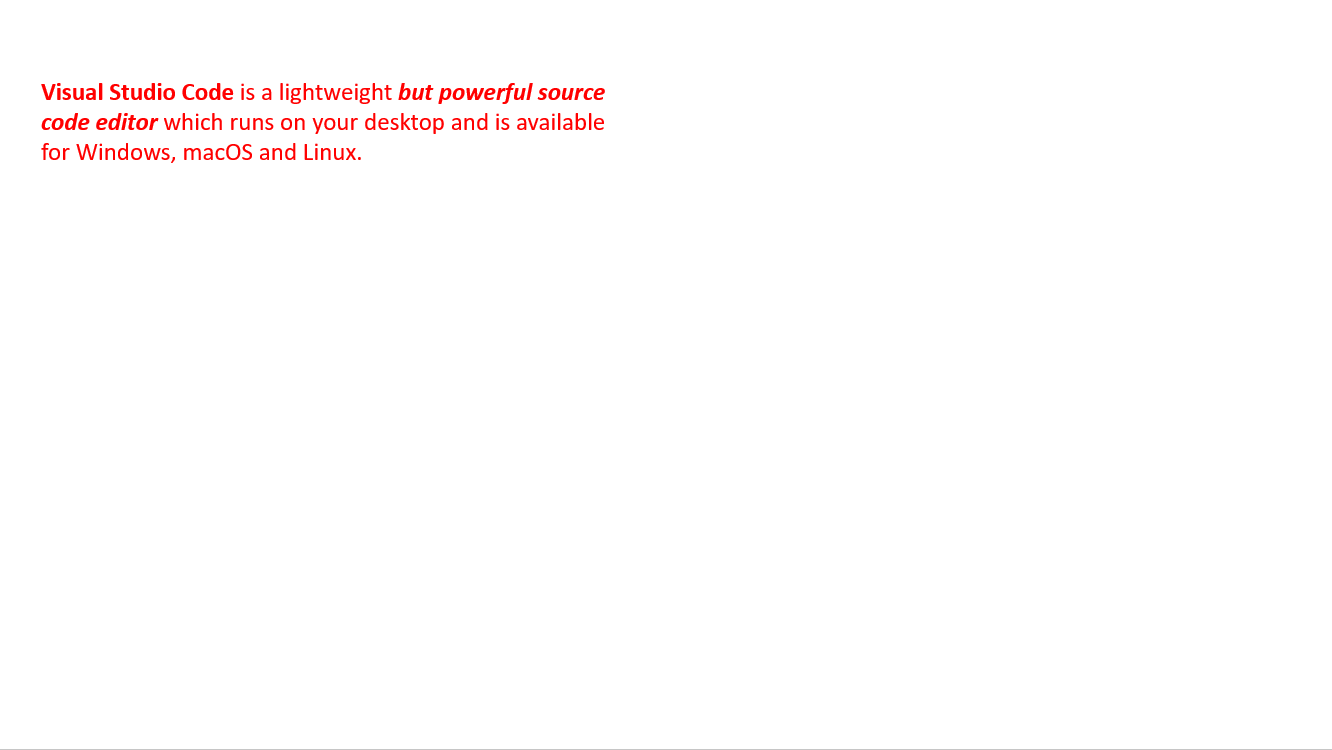 Visual Studio Code is a lightweight but powerful source
code editor which runs on your desktop and is available
for Windows, macOS and Linux.